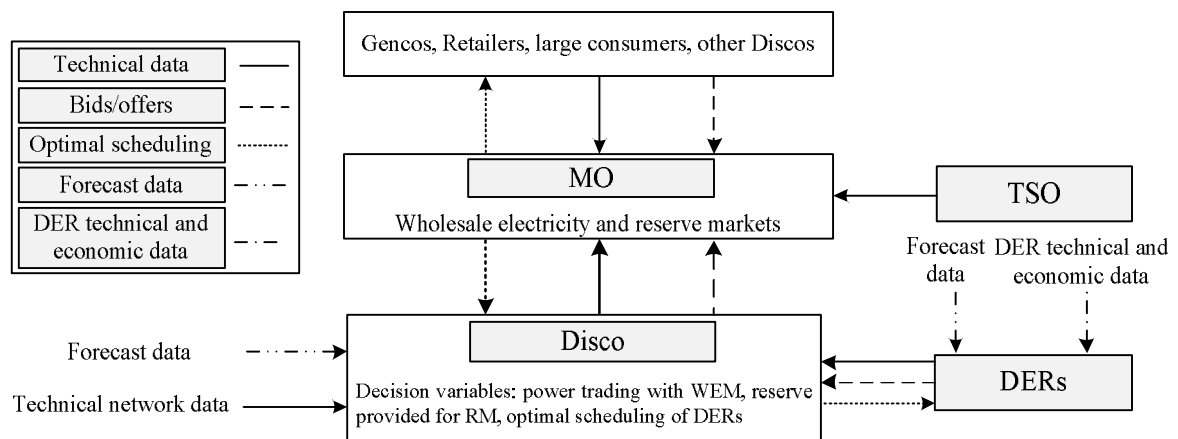 Gencos, Retailers, large consumers, other Discos
Technical data
Bids/offers
Optimal scheduling
Forecast data
DER technical and
economic data
MO
Wholesale electricity and reserve markets
TSO
Forecast
data
DER technical and
economic data
Forecast data
Technical network data
Disco
Decision variables: power trading with WEM, reserve
provided for RM, optimal scheduling of DERs
DERs